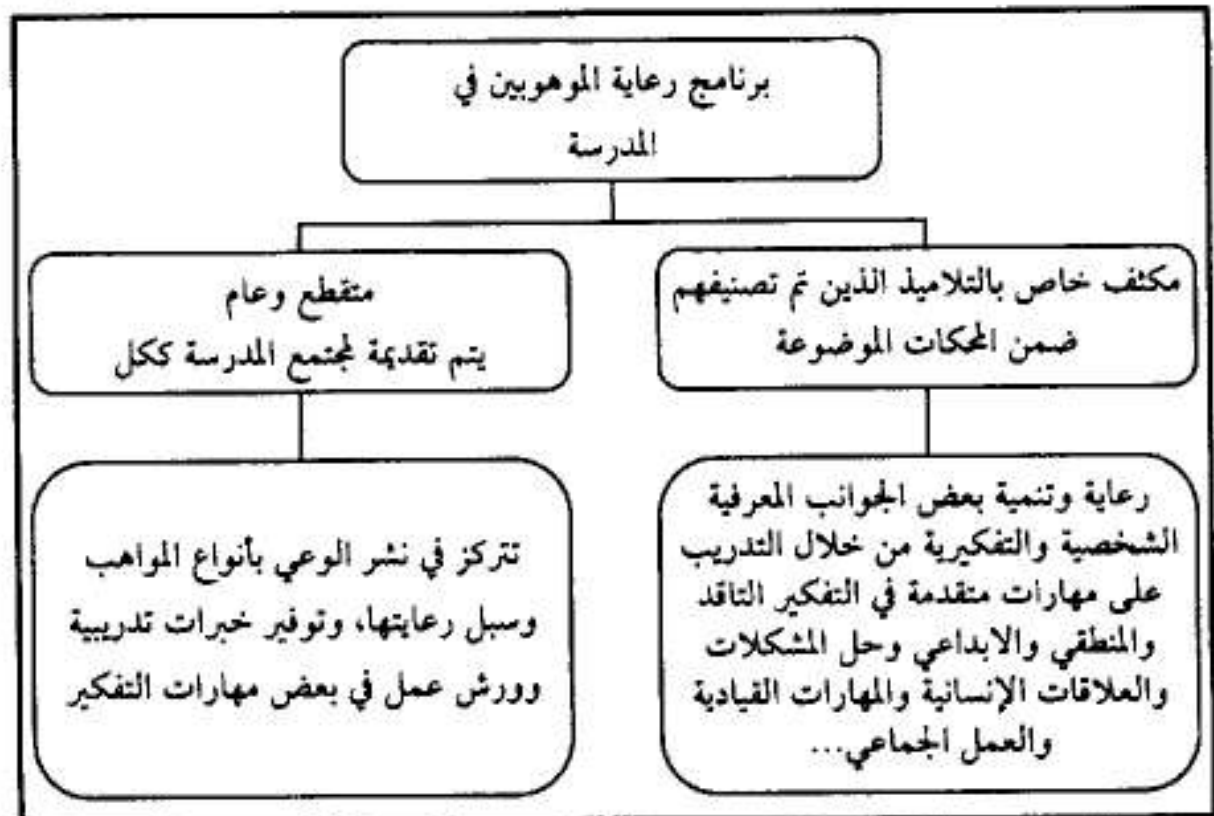 برنامج رعاية الموهوبين في
المدرسة
مكثف خاص بالتلاميذ الذين تم تصنيفهم
ضمن المحكات الموضوعة
متقطع وعام
يتم تقديمة لمجتمع المدرسة ككل
رعاية وتنمية بعض الجوانب المعرفية
الشخصية والتفكيرية من خلال التدريب
على مهارات متقدمة في التفكير التاقد
والمنطقي والابداعي وحل المشكلات
والعلاقات الإنسانية والمهارات القيادية
والعمل الجماعي...
تتركز في نشر الوعي بأنواع المواهب
وسبل رعايتها، وتوفير خبرات تدريبية
وورش عمل في بعض مهارات التفكير